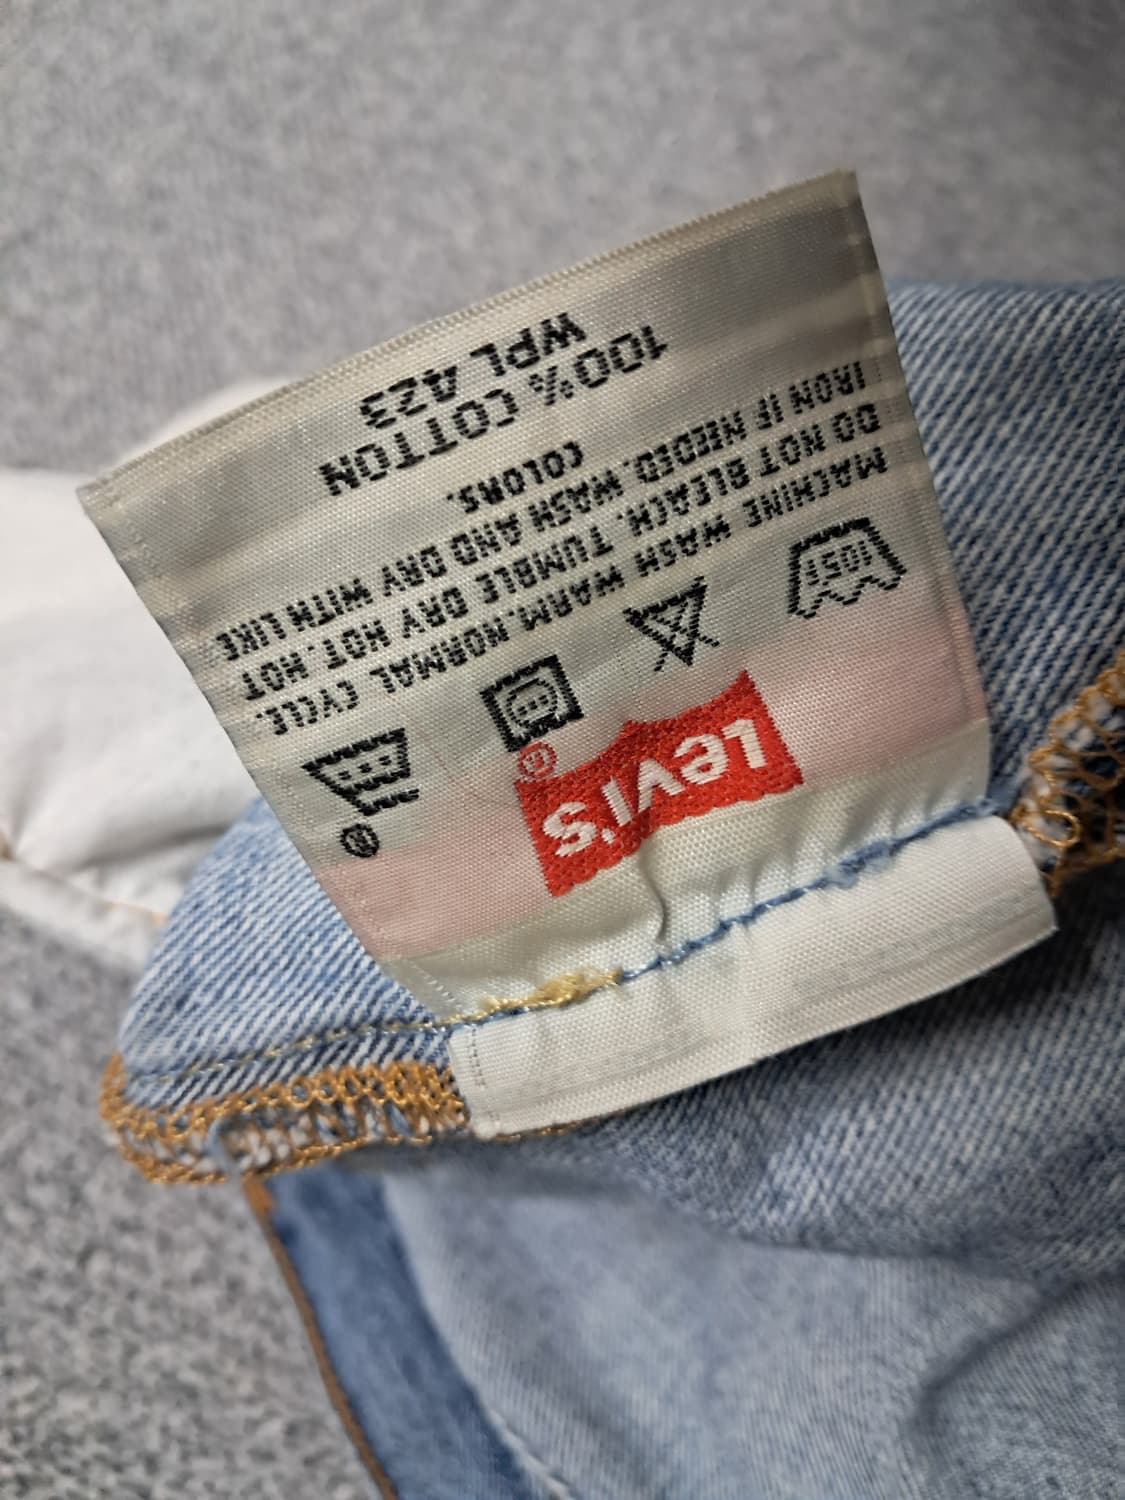 LEVI'S ®
®
MACHINE WASH WARM, NORMAL CYCLE.
DO NOT BLEACH. TUMBLE DRY HOT. HOT
IRON IF NEEDED. WASH AND DRY WITH LIKE
COLORS.
100% COTTON
WPL 423